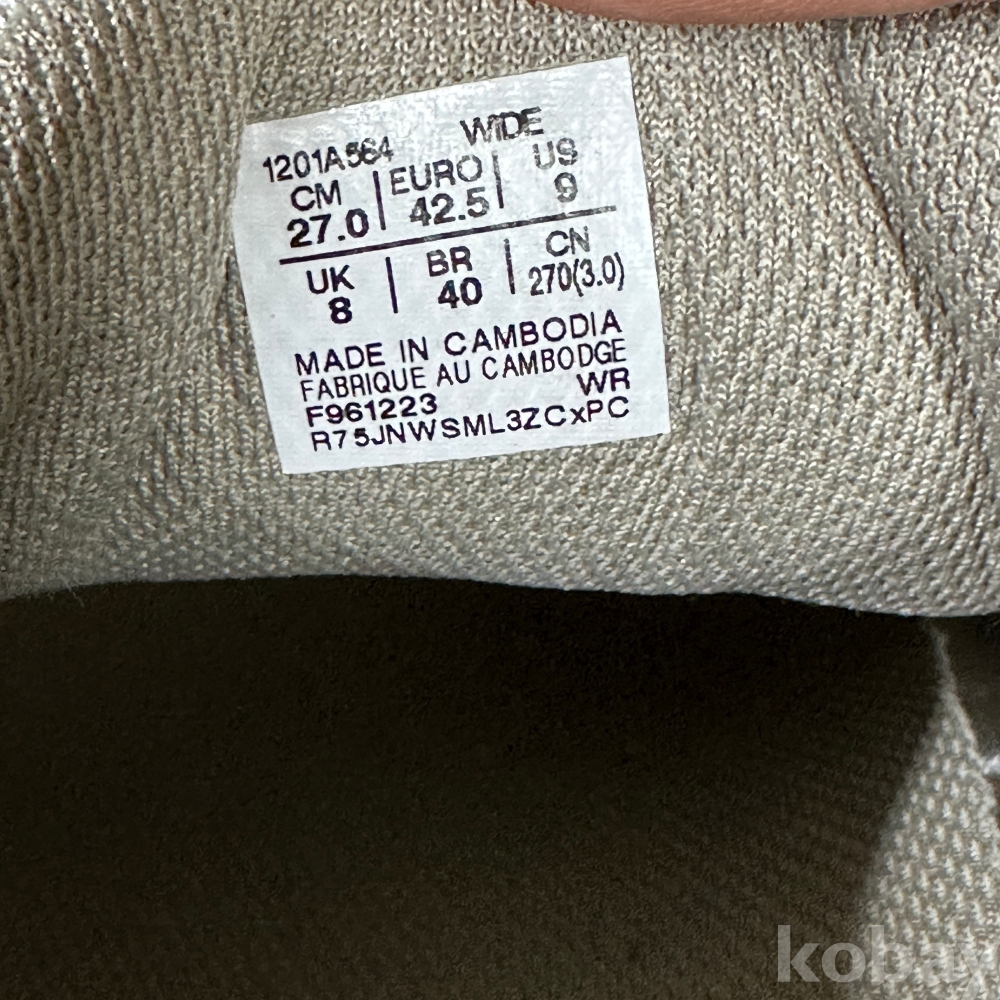 1201A564 WIDE
CM | EURO | US
27.0 | 42.5 | 9
UK | BR | CN
8 | 40 | 270(3.0)
MADE IN CAMBODIA
FABRIQUE AU CAMBODGE
F961223 WR
R75JNWSML3ZCxPC
kobay